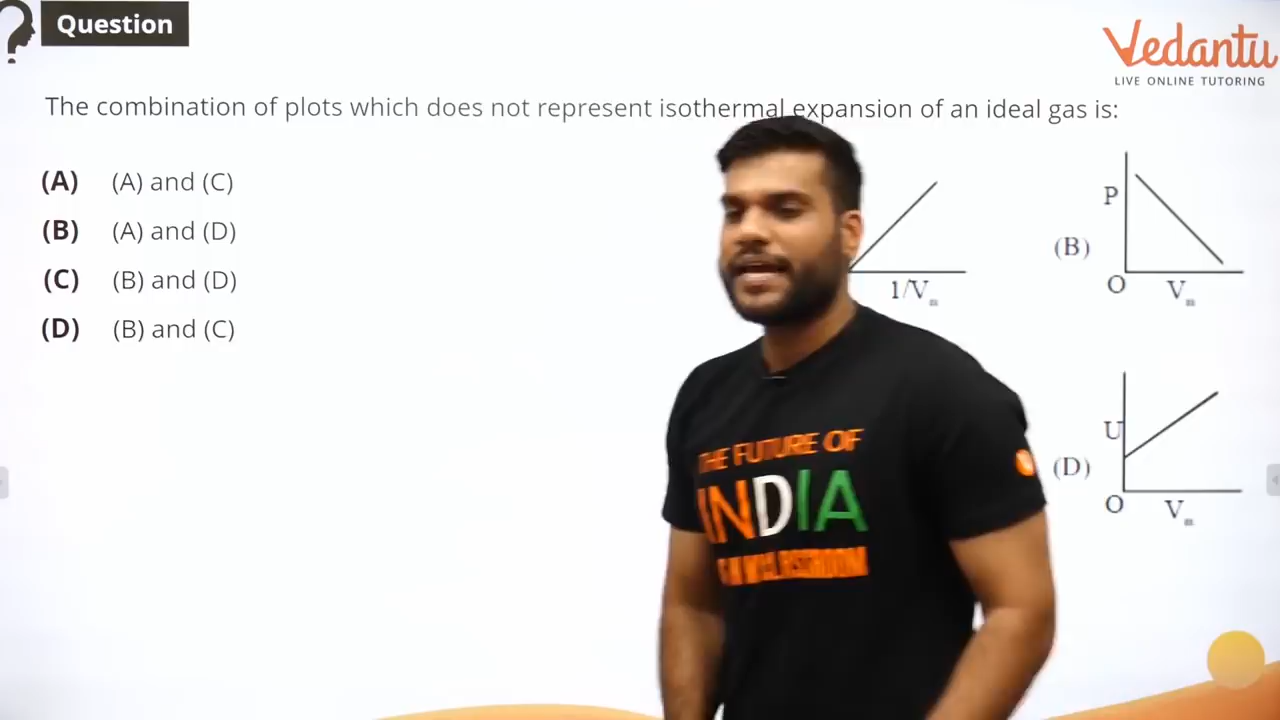 Question
Vedantu
LIVE ONLINE TUTORING
The combination of plots which does not represent isothermal expansion of an ideal gas is:
(A) (A) and (C)
(B) (A) and (D)
(C) (B) and (D)
(D) (B) and (C)
1/Vₘ
(B)
P
O Vₘ
(D)
U
O Vₘ
THE FUTURE OF
INDIA